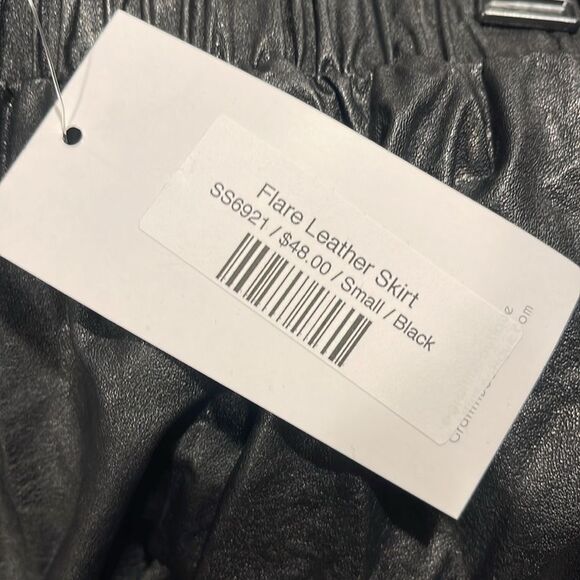 Flare Leather Skirt
SS6921 / $48.00 / Small / Black